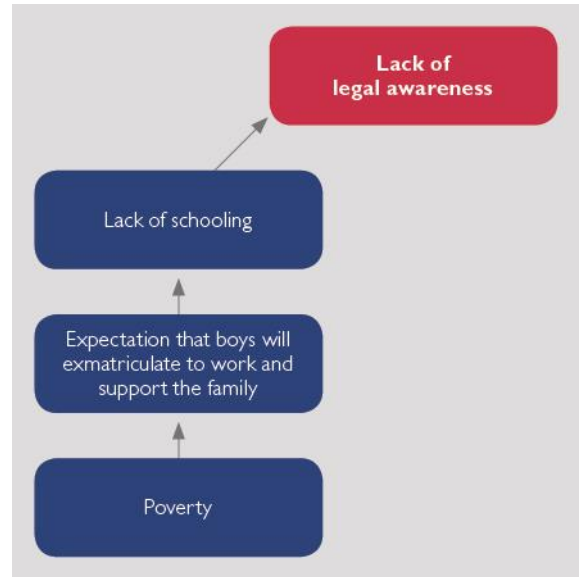 Lack of
legal awareness
Lack of schooling
Expectation that boys will
exmatriculate to work and
support the family
Poverty